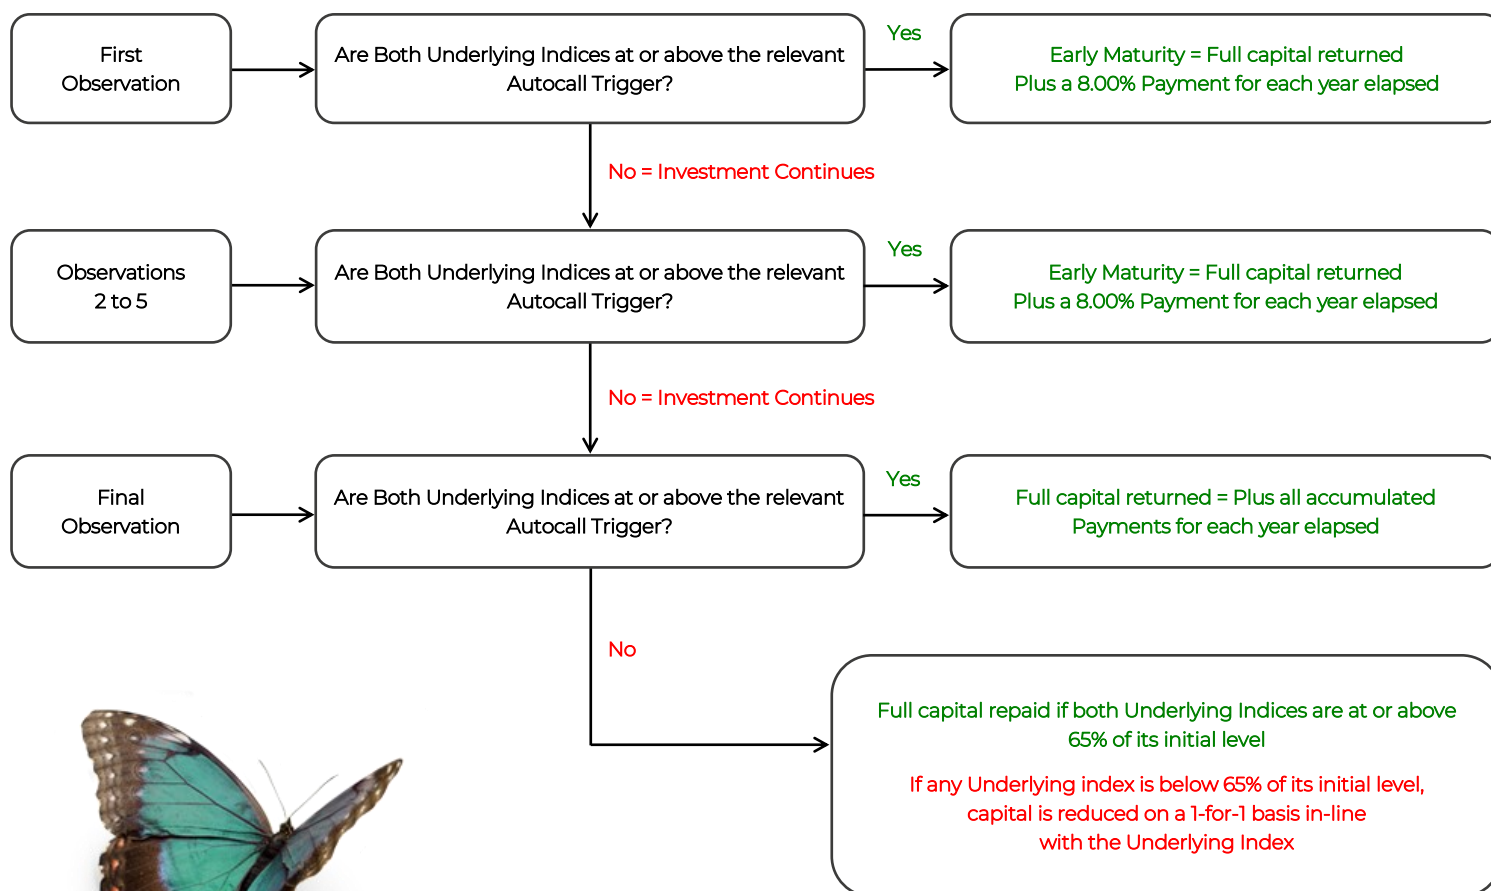 First
Observation
Are Both Underlying Indices at or above the relevant
Autocall Trigger?
Yes
Early Maturity = Full capital returned
Plus a 8.00% Payment for each year elapsed
No = Investment Continues
Observations
2 to 5
Are Both Underlying Indices at or above the relevant
Autocall Trigger?
Yes
Early Maturity = Full capital returned
Plus a 8.00% Payment for each year elapsed
No = Investment Continues
Final
Observation
Are Both Underlying Indices at or above the relevant
Autocall Trigger?
Yes
Full capital returned = Plus all accumulated
Payments for each year elapsed
No
Full capital repaid if both Underlying Indices are at or above
65% of its initial level
If any Underlying index is below 65% of its initial level,
capital is reduced on a 1-for-1 basis in-line
with the Underlying Index